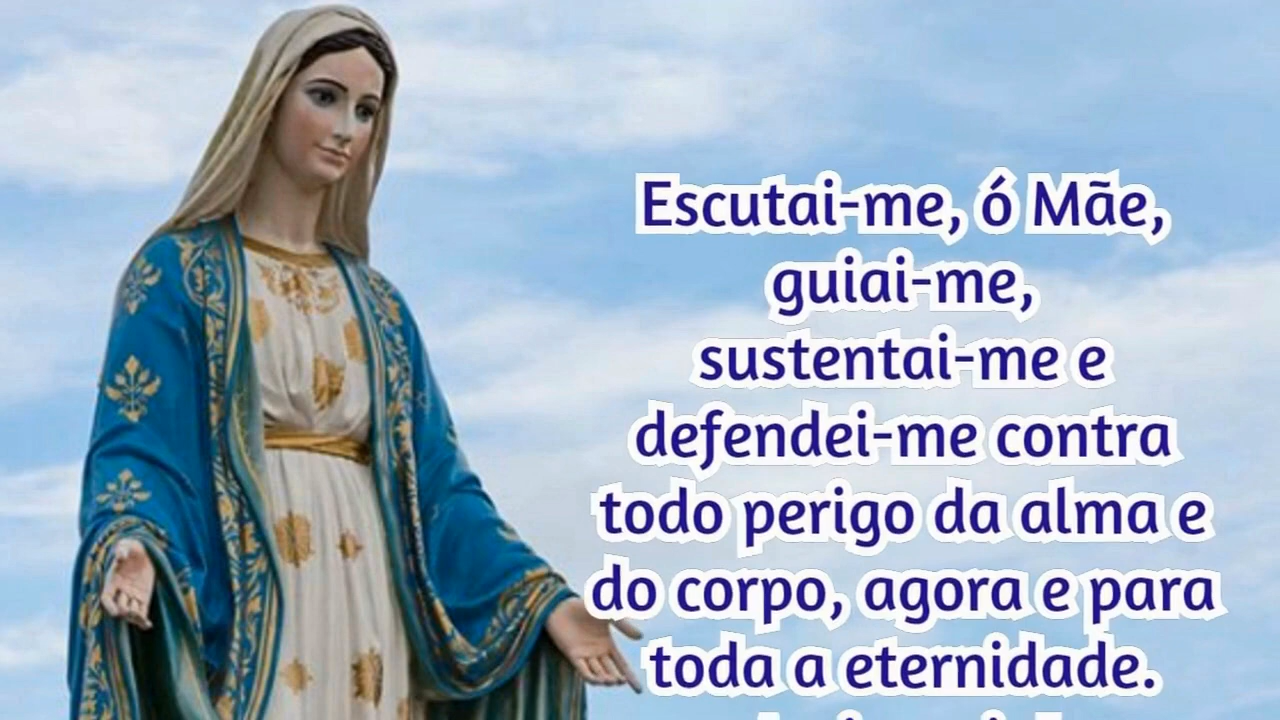 Escutai-me, ó Mãe,
guiai-me,
sustentai-me e
defendei-me contra
todo perigo da alma e
do corpo, agora e para
toda a eternidade.